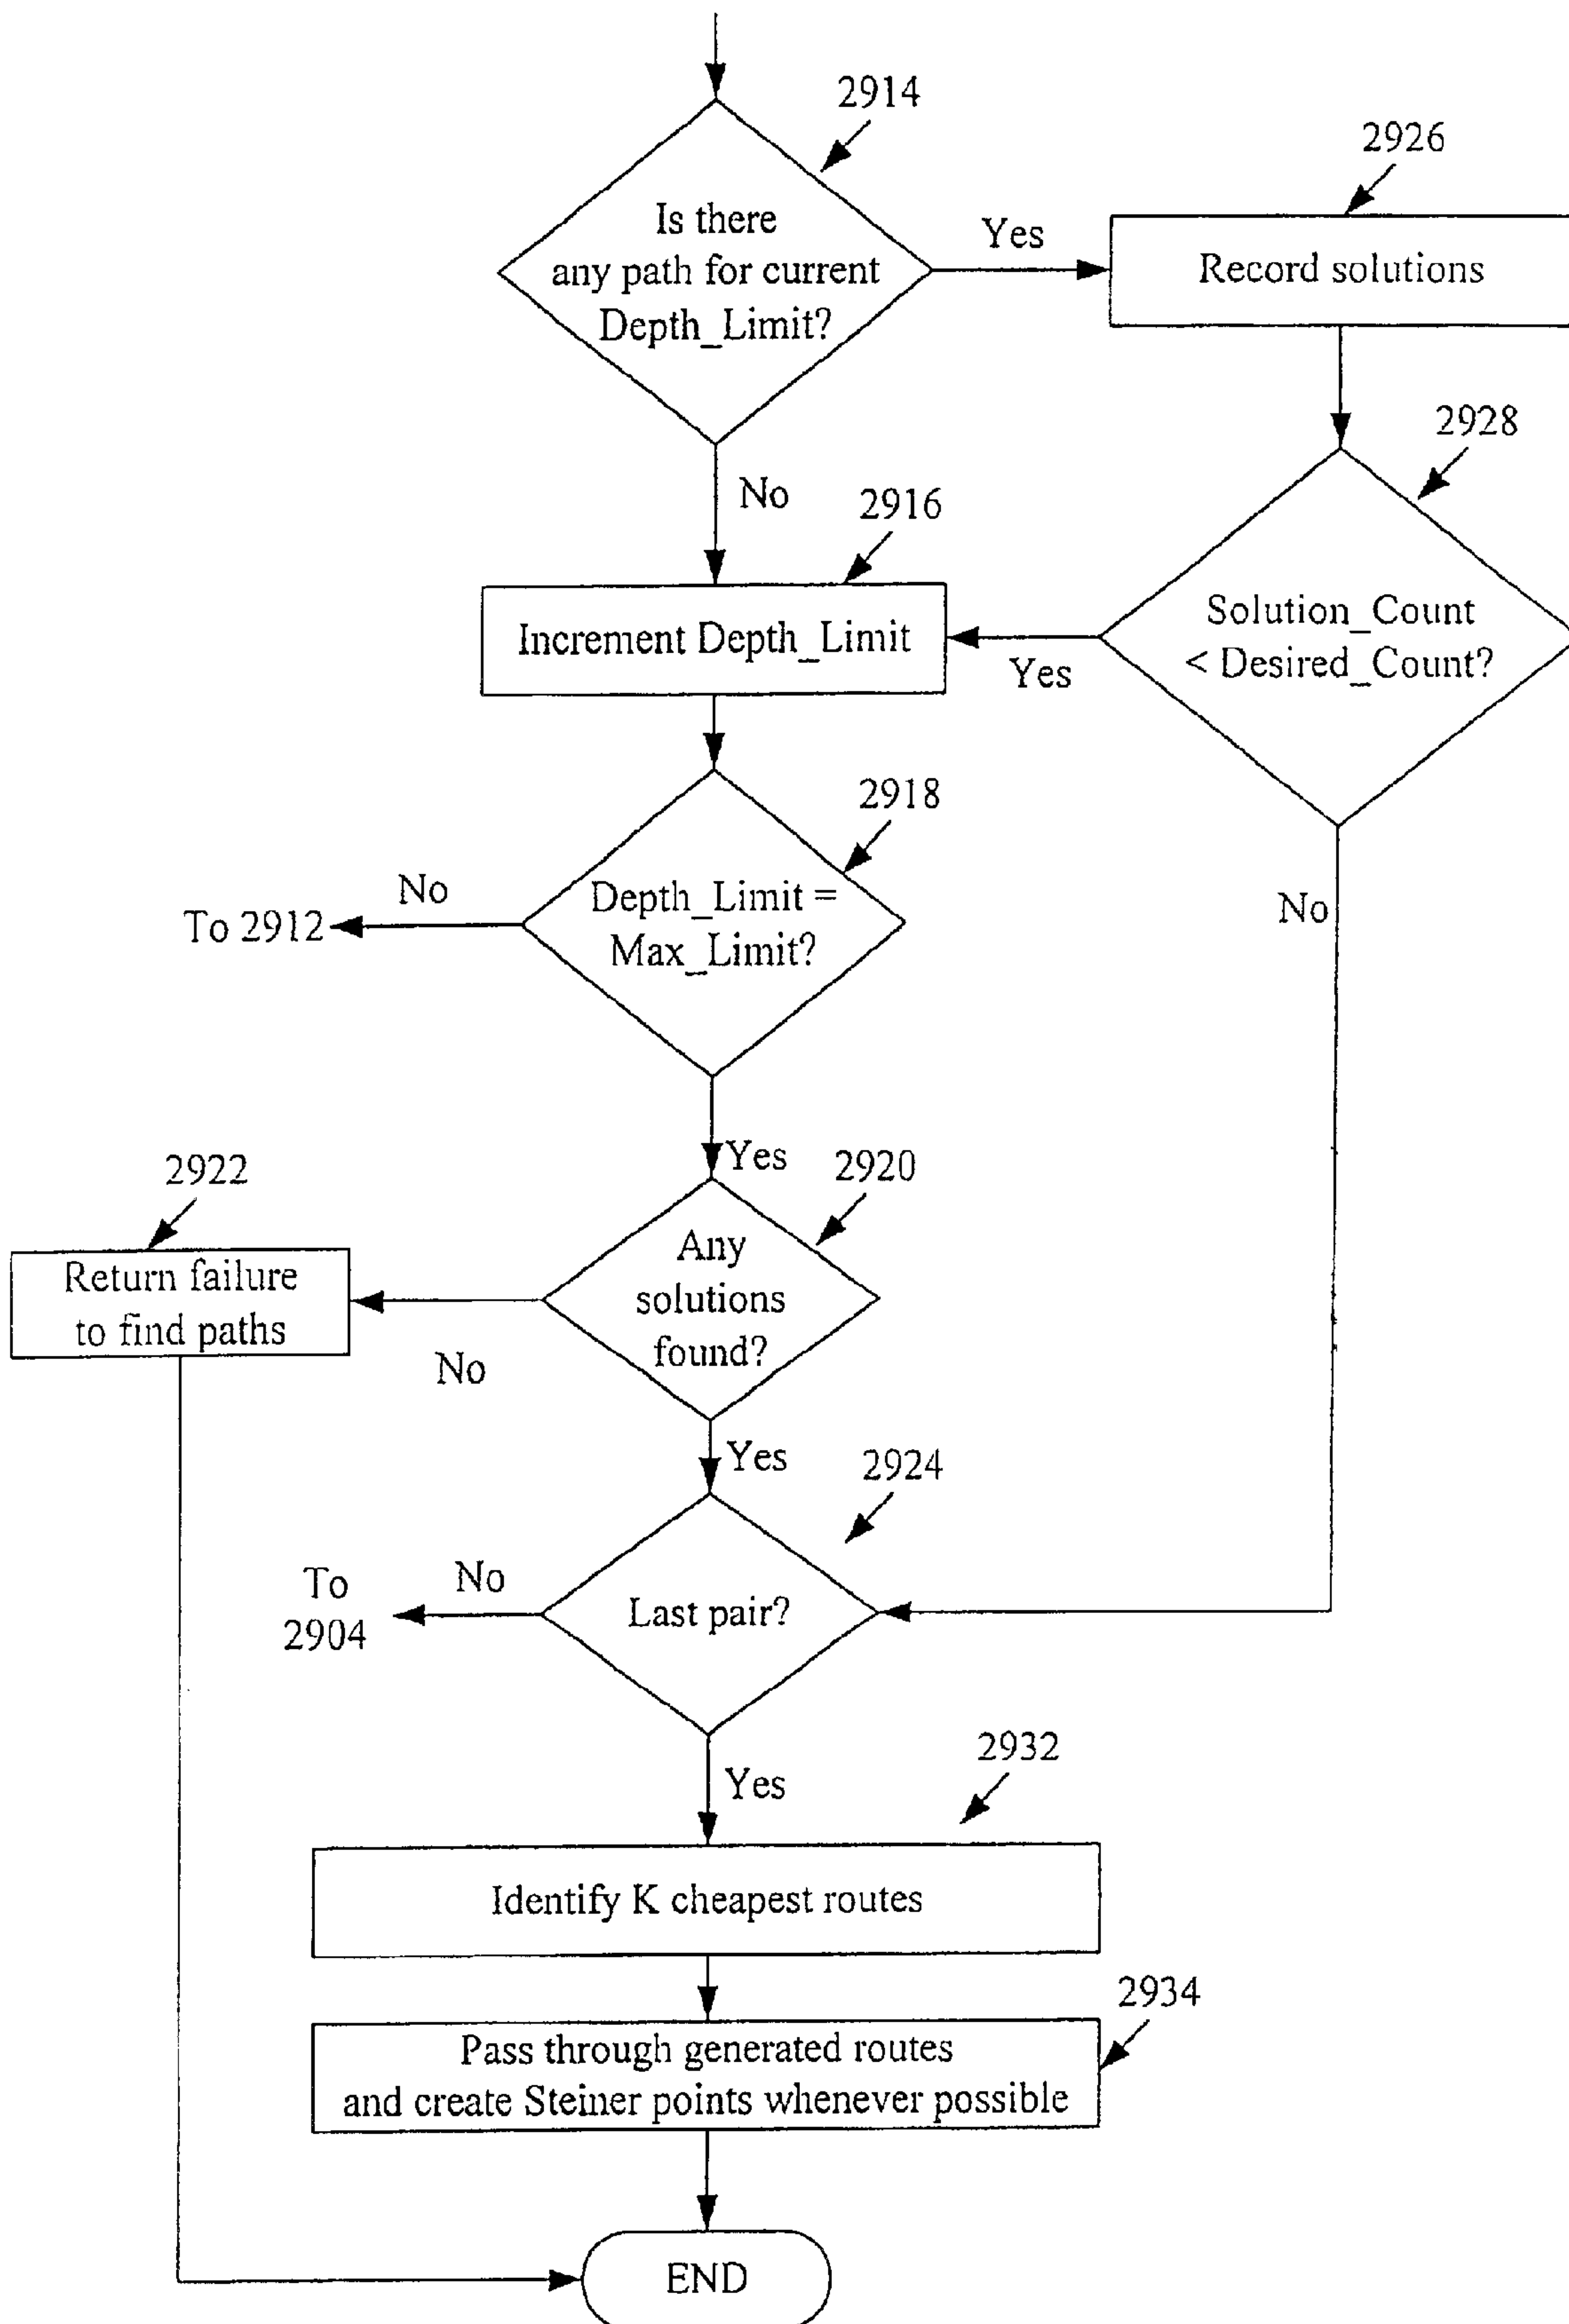 2914
Is there
any path for current
Depth_Limit?
Yes
2926
Record solutions
2928
Solution_Count
< Desired_Count?
Yes
No
No
2916
Increment Depth_Limit
2918
Depth_Limit =
Max_Limit?
No
To 2912
Yes
2920
Any
solutions
found?
No
2922
Return failure
to find paths
Yes
2924
Last pair?
No
To
2904
Yes
2932
Identify K cheapest routes
2934
Pass through generated routes
and create Steiner points whenever possible
END